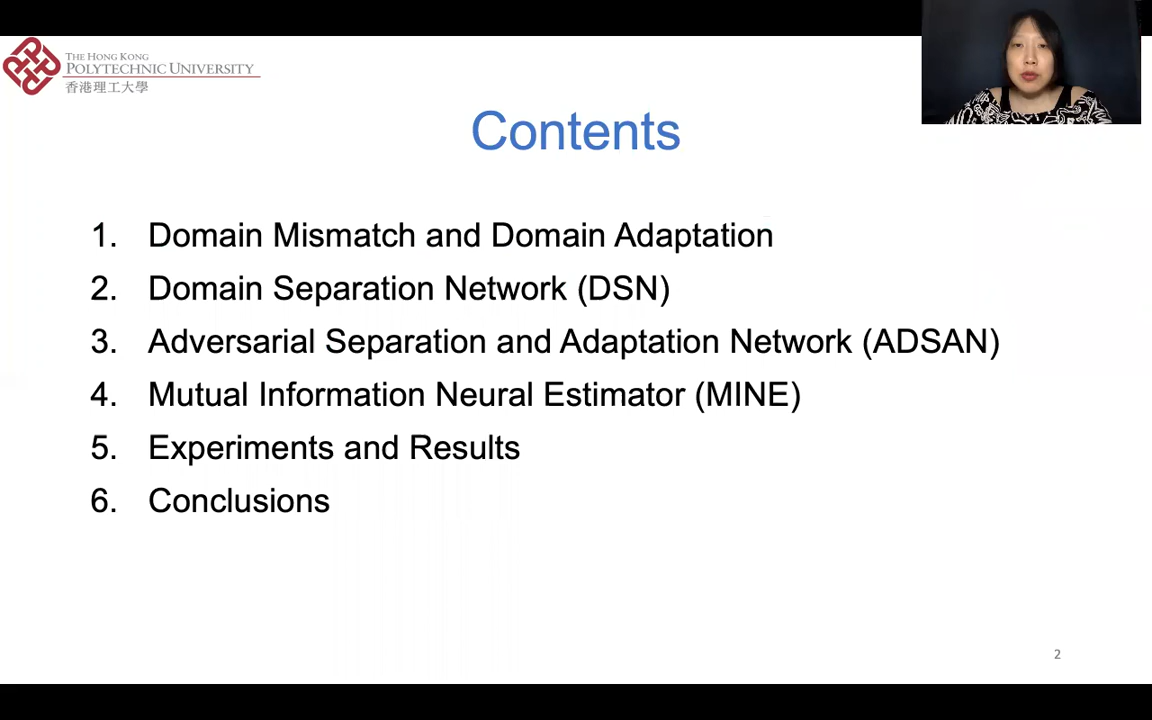 THE HONG KONG
POLYTECHNIC UNIVERSITY
香港理工大學
Contents
1. Domain Mismatch and Domain Adaptation
2. Domain Separation Network (DSN)
3. Adversarial Separation and Adaptation Network (ADSAN)
4. Mutual Information Neural Estimator (MINE)
5. Experiments and Results
6. Conclusions
2